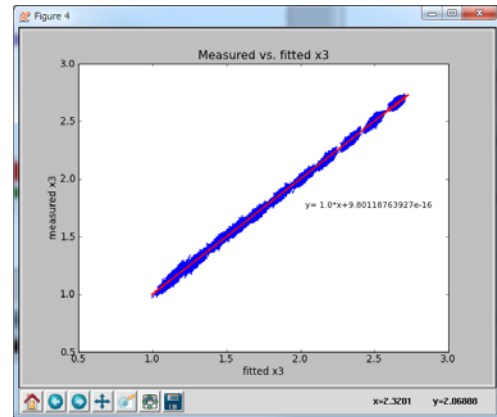 Figure 4
Measured vs. fitted x3
3.0
2.5
2.0
1.5
1.0
0.5
measured x3
y= 1.0*x+9.80118763927e-16
0.5 1.0 1.5 2.0 2.5 3.0
fitted x3
x=2.3201 y=2.06888